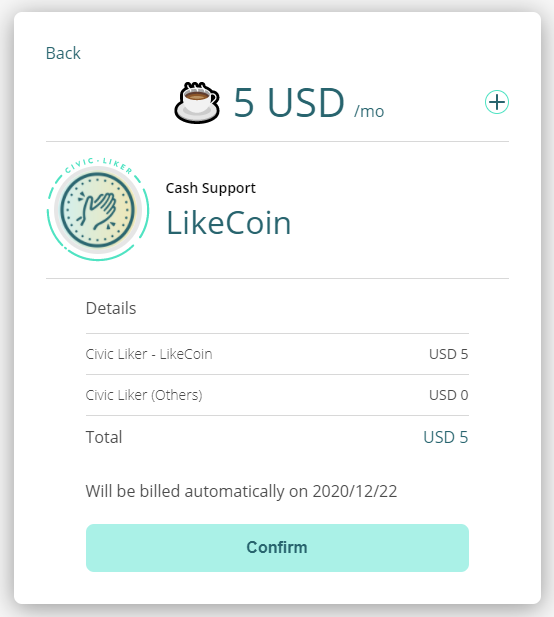 Back
5 USD /mo
CIVIC · LIKER
Cash Support
LikeCoin
Details
Civic Liker - LikeCoin USD 5
Civic Liker (Others) USD 0
Total USD 5
Will be billed automatically on 2020/12/22
Confirm